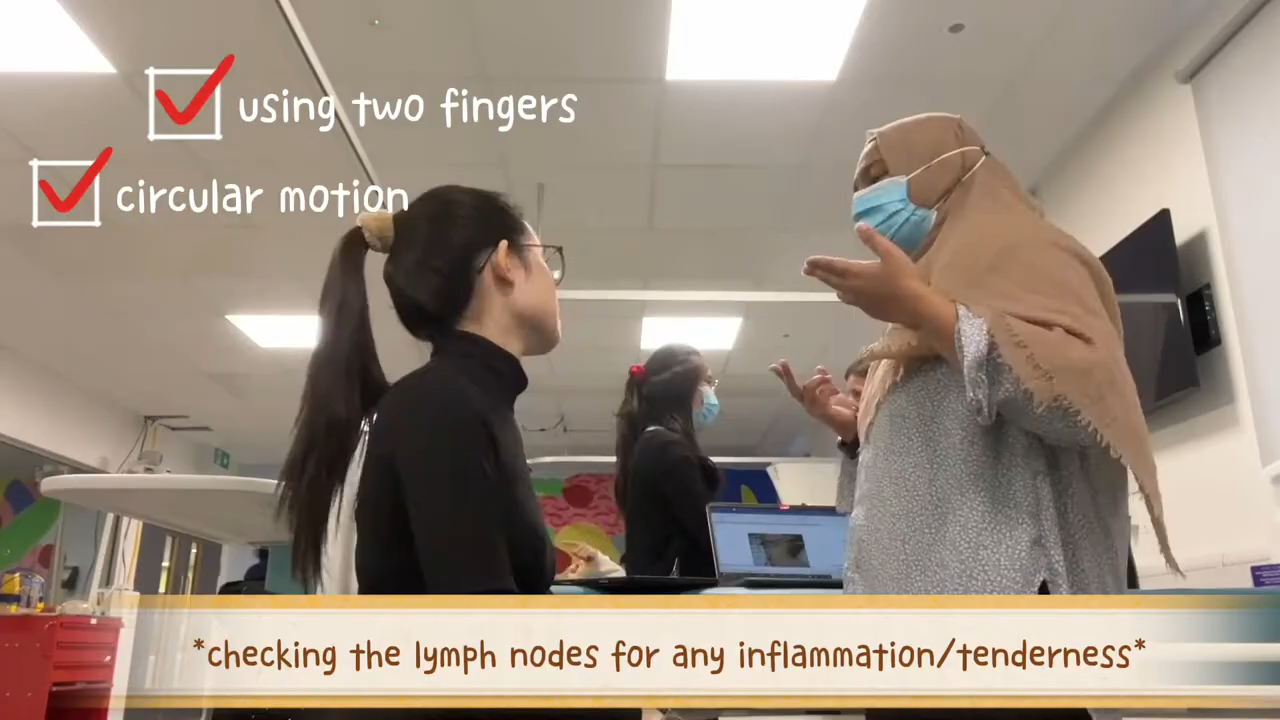 using two fingers
circular motion
*checking the lymph nodes for any inflammation/tenderness*